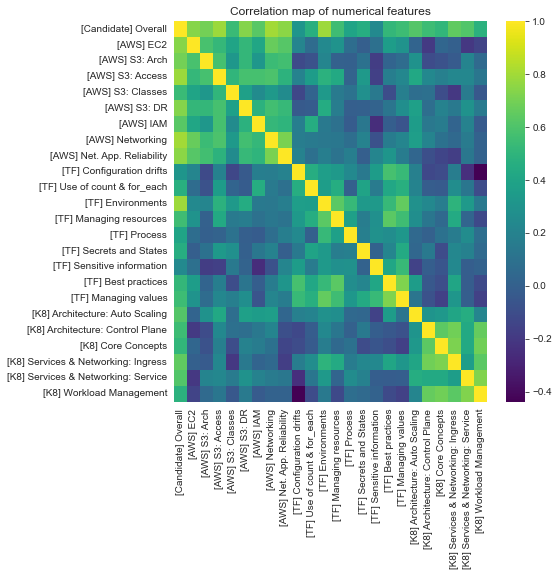 Correlation map of numerical features
[Candidate] Overall
[AWS] EC2
[AWS] S3: Arch
[AWS] S3: Access
[AWS] S3: Classes
[AWS] S3: DR
[AWS] IAM
[AWS] Networking
[AWS] Net. App. Reliability
[TF] Configuration drifts
[TF] Use of count & for_each
[TF] Environments
[TF] Managing resources
[TF] Process
[TF] Secrets and States
[TF] Sensitive information
[TF] Best practices
[TF] Managing values
[K8] Architecture: Auto Scaling
[K8] Architecture: Control Plane
[K8] Core Concepts
[K8] Services & Networking: Ingress
[K8] Services & Networking: Service
[K8] Workload Management
[Candidate] Overall
[AWS] EC2
[AWS] S3: Arch
[AWS] S3: Access
[AWS] S3: Classes
[AWS] S3: DR
[AWS] IAM
[AWS] Networking
[AWS] Net. App. Reliability
[TF] Configuration drifts
[TF] Use of count & for_each
[TF] Environments
[TF] Managing resources
[TF] Process
[TF] Secrets and States
[TF] Sensitive information
[TF] Best practices
[TF] Managing values
[K8] Architecture: Auto Scaling
[K8] Architecture: Control Plane
[K8] Core Concepts
[K8] Services & Networking: Ingress
[K8] Services & Networking: Service
[K8] Workload Management
1.0
0.8
0.6
0.4
0.2
0.0
−0.2
−0.4